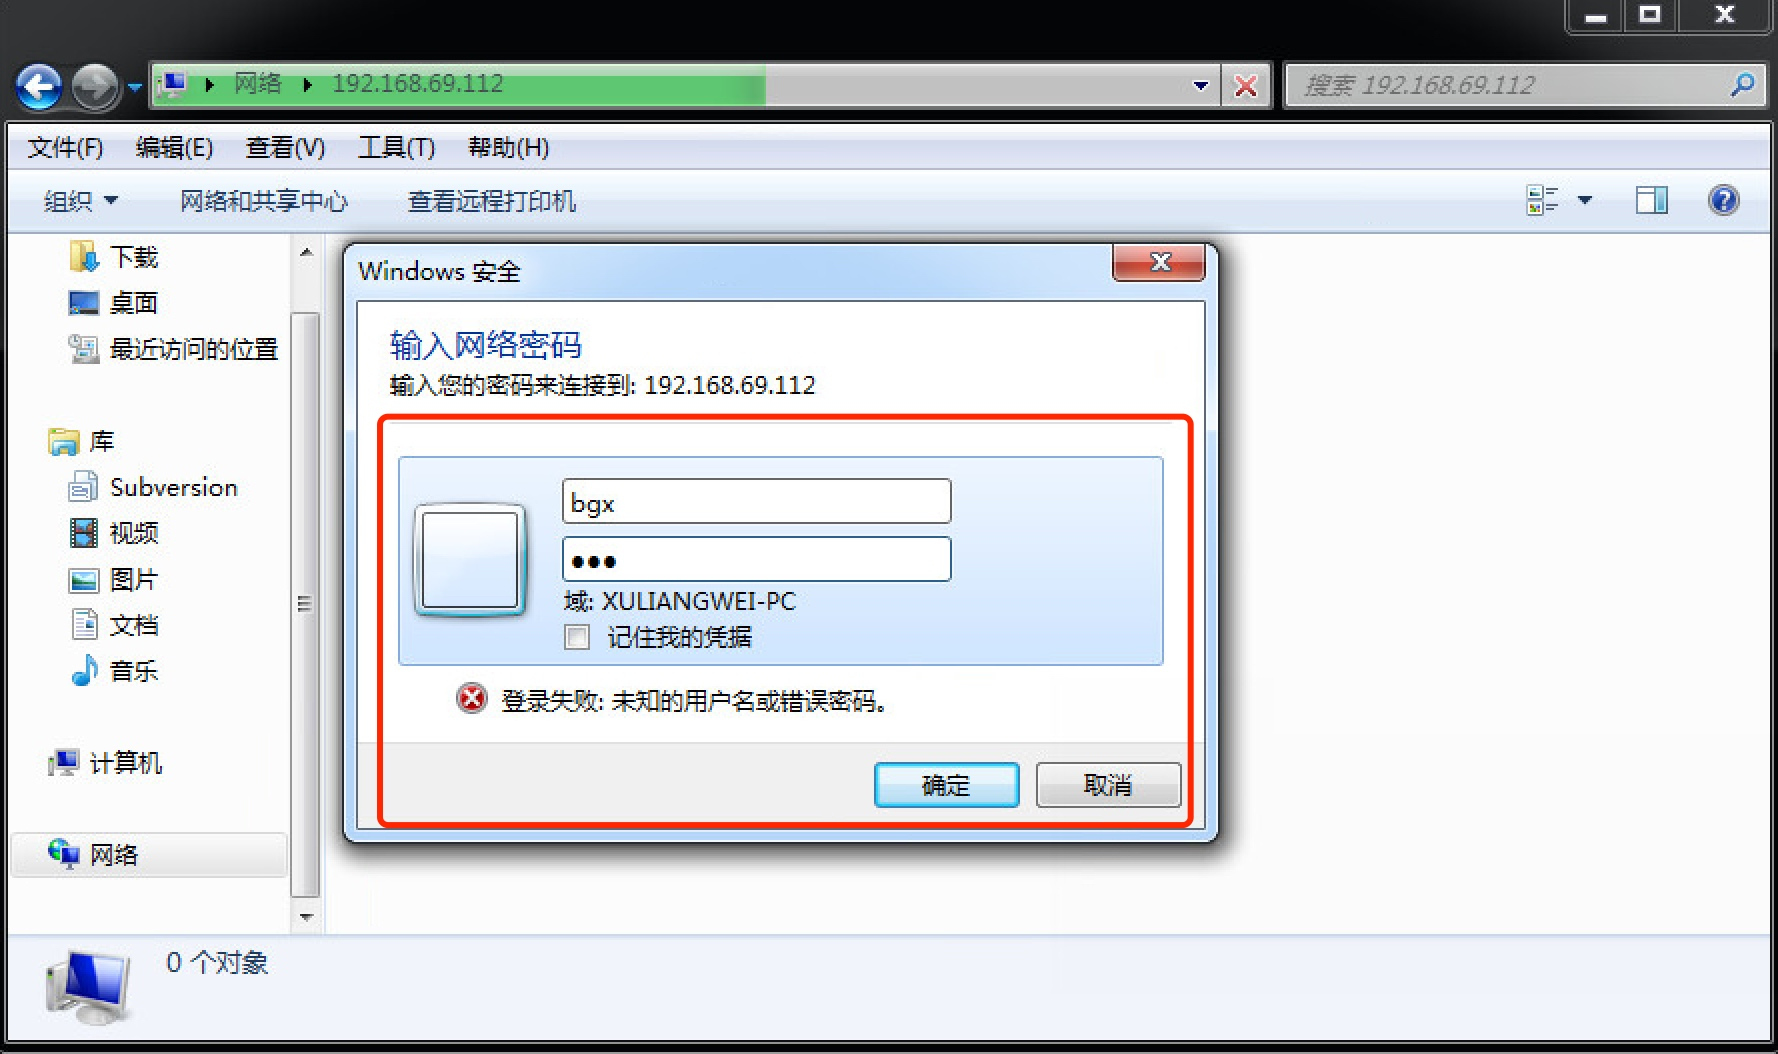 网络 192.168.69.112
搜索 192.168.69.112
文件(F) 编辑(E) 查看(V) 工具(T) 帮助(H)
组织 网络和共享中心 查看远程打印机
下载
桌面
最近访问的位置
库
Subversion
视频
图片
文档
音乐
计算机
网络
Windows 安全
输入网络密码
输入您的密码来连接到: 192.168.69.112
bgx
●●●
域: XULIANGWEI-PC
记住我的凭据
登录失败: 未知的用户名或错误密码。
确定 取消
0 个对象